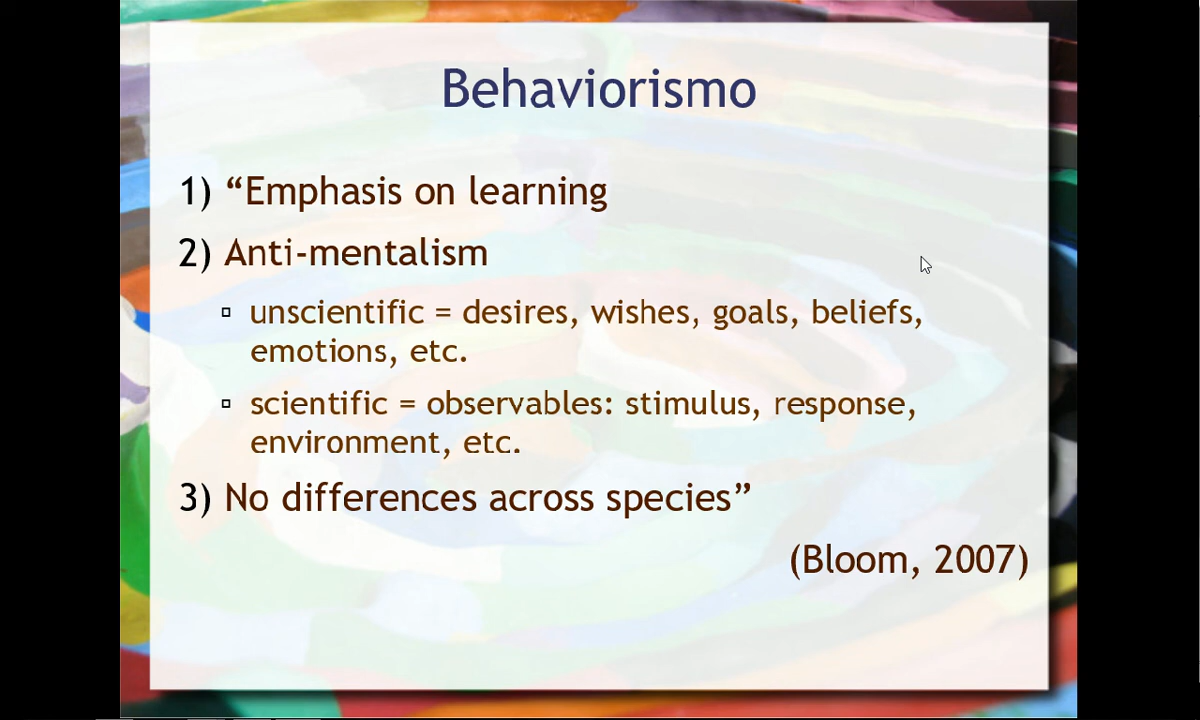 Behaviorismo
1) “Emphasis on learning
2) Anti-mentalism
▫ unscientific = desires, wishes, goals, beliefs,
emotions, etc.
▫ scientific = observables: stimulus, response,
environment, etc.
3) No differences across species”
(Bloom, 2007)